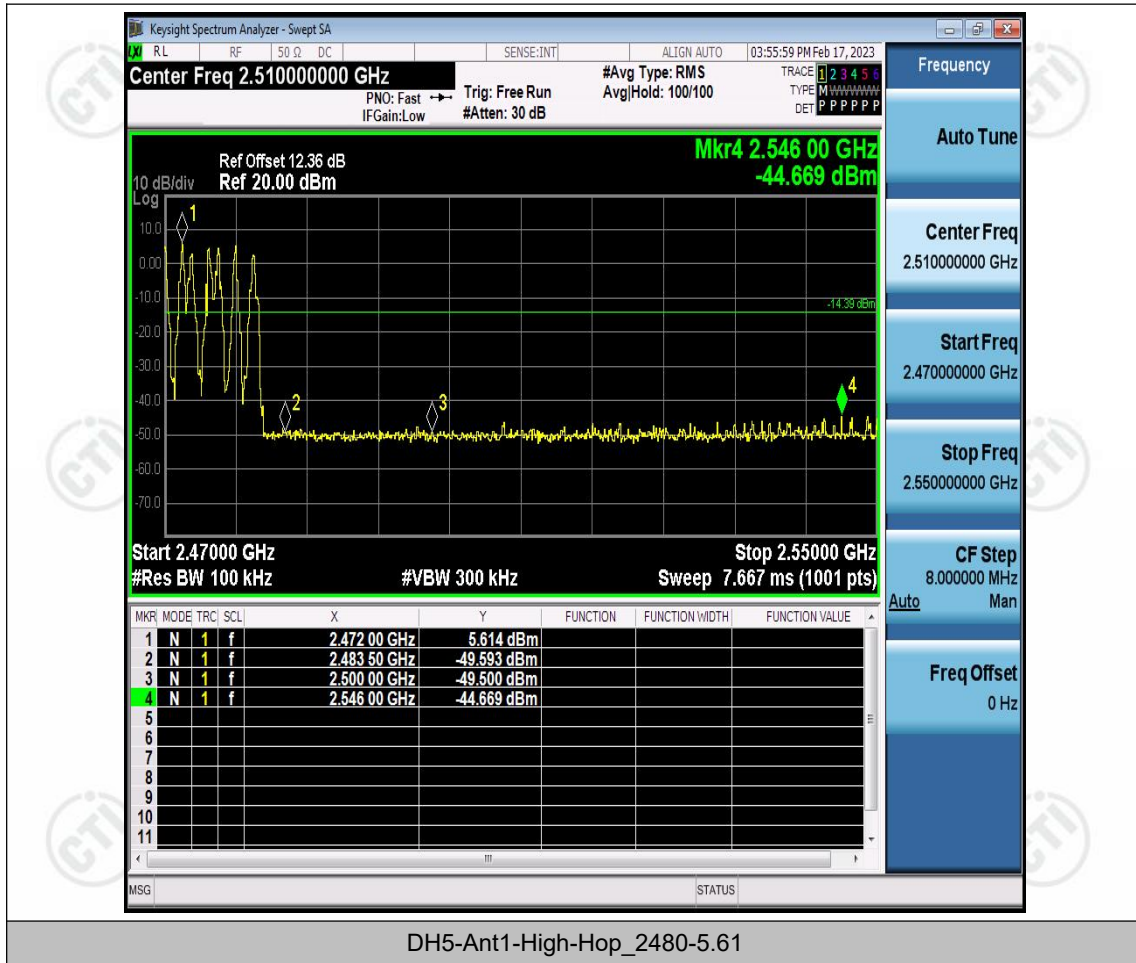 Keysight Spectrum Analyzer - Swept SA
LXI RL RF 50 Ω DC SENSE:INT ALIGN AUTO 03:55:59 PM Feb 17, 2023
Center Freq 2.510000000 GHz
PNO: Fast
IFGain:Low
Trig: Free Run
#Atten: 30 dB
#Avg Type: RMS
Avg|Hold: 100/100
TRACE 1 2 3 4 5 6
TYPE M WWWWW
DET P P P P P P
Mkr4 2.546 00 GHz
-44.669 dBm
Ref Offset 12.36 dB
10 dB/div Ref 20.00 dBm
Log
10.0
0.00
-10.0
-20.0
-30.0
-40.0
-50.0
-60.0
-70.0
1
2
3
4
-14.39 dBm
Start 2.47000 GHz Stop 2.55000 GHz
#Res BW 100 kHz #VBW 300 kHz Sweep 7.667 ms (1001 pts)
MKR MODE TRC SCL X Y FUNCTION FUNCTION WIDTH FUNCTION VALUE
1 N 1 f 2.472 00 GHz 5.614 dBm
2 N 1 f 2.483 50 GHz -49.593 dBm
3 N 1 f 2.500 00 GHz -49.500 dBm
4 N 1 f 2.546 00 GHz -44.669 dBm
5
6
7
8
9
10
11
MSG STATUS
Frequency
Auto Tune
Center Freq
2.510000000 GHz
Start Freq
2.470000000 GHz
Stop Freq
2.550000000 GHz
CF Step
8.000000 MHz
Auto Man
Freq Offset
0 Hz
CTI
CTI
CTI
CTI
CTI
CTI
DH5-Ant1-High-Hop_2480-5.61